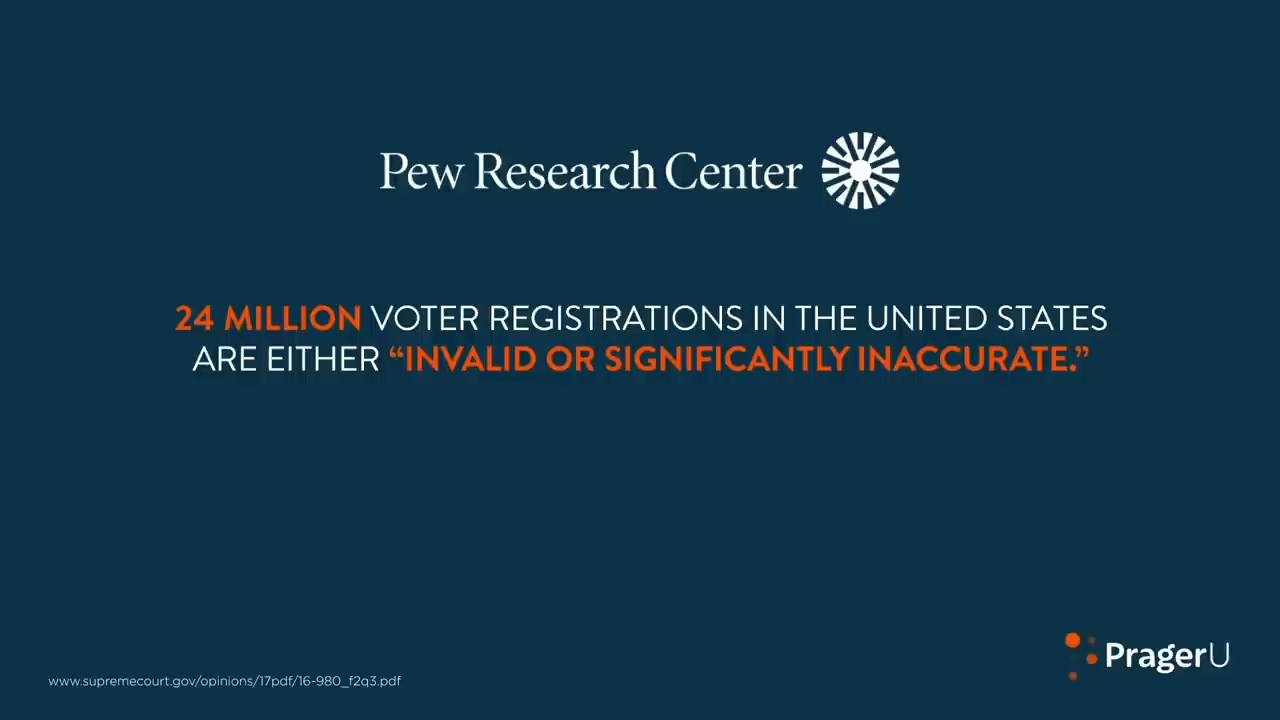 Pew Research Center
24 MILLION VOTER REGISTRATIONS IN THE UNITED STATES
ARE EITHER “INVALID OR SIGNIFICANTLY INACCURATE.”
PragerU
www.supremecourt.gov/opinions/17pdf/16-980_f2q3.pdf